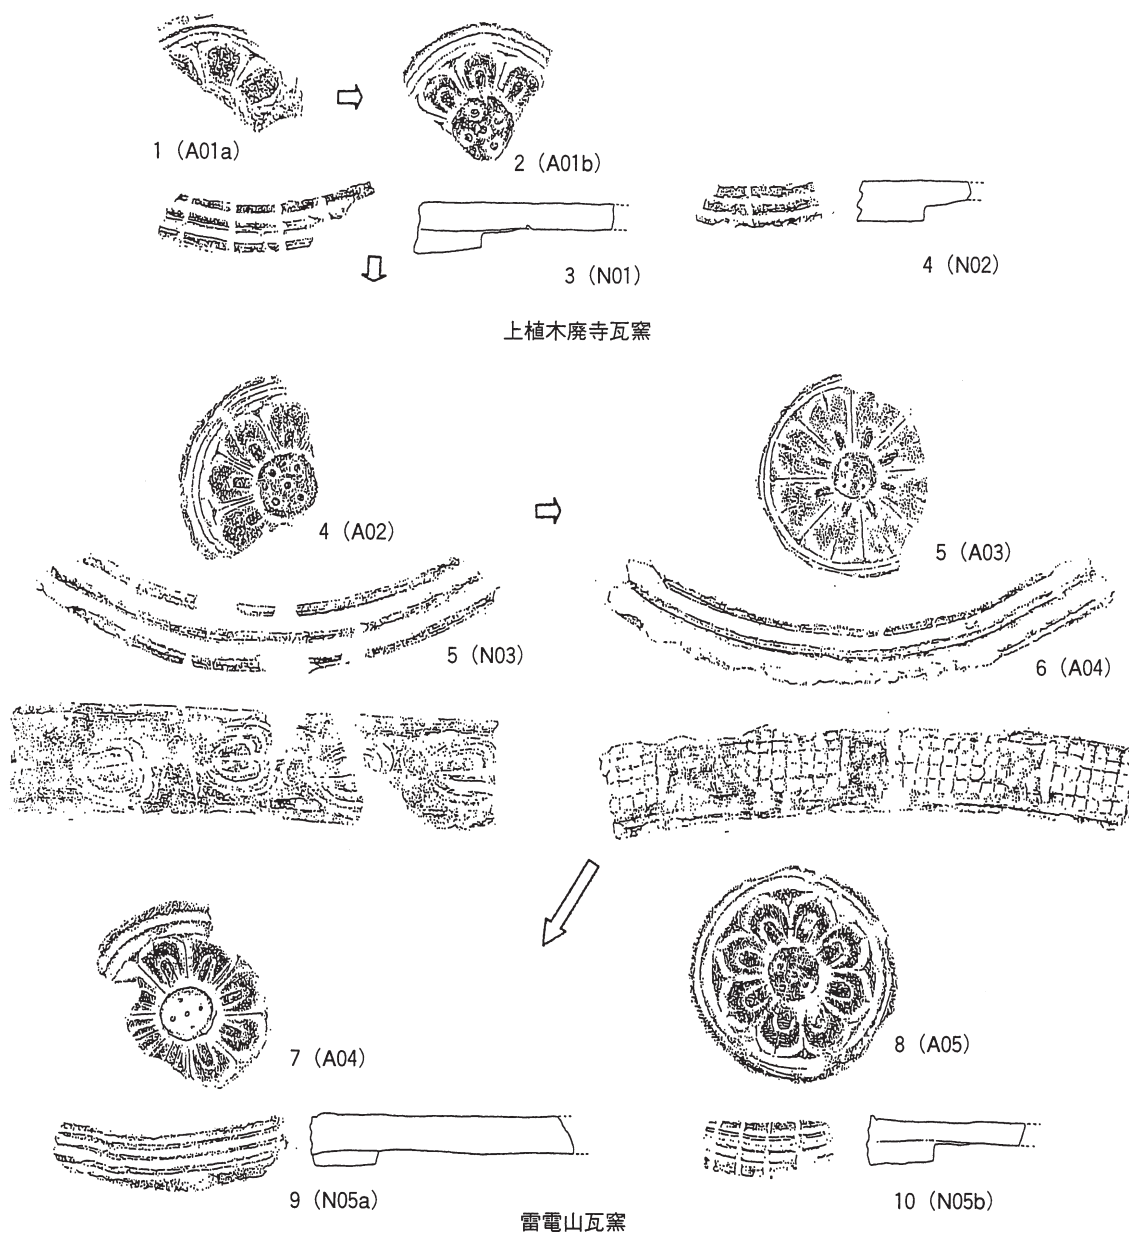 1（A01a）
2（A01b）
3（N01）
4（N02）
上植木廃寺瓦窯
4（A02）
5（A03）
5（N03）
6（A04）
7（A04）
8（A05）
9（N05a）
10（N05b）
雷電山瓦窯